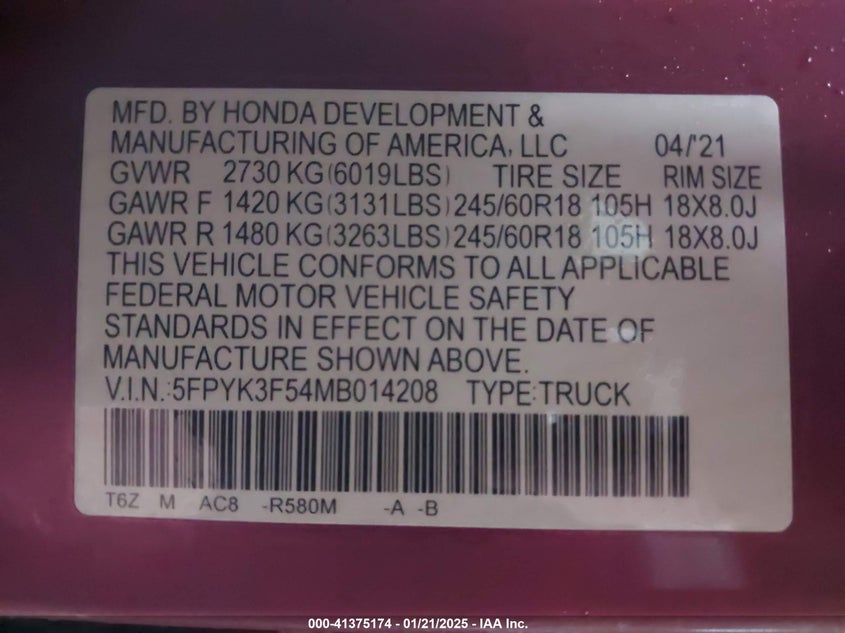 MFD. BY HONDA DEVELOPMENT &
MANUFACTURING OF AMERICA, LLC 04/'21
GVWR 2730 KG(6019LBS) TIRE SIZE RIM SIZE
GAWR F 1420 KG(3131LBS) 245/60R18 105H 18X8.0J
GAWR R 1480 KG(3263LBS) 245/60R18 105H 18X8.0J
THIS VEHICLE CONFORMS TO ALL APPLICABLE
FEDERAL MOTOR VEHICLE SAFETY
STANDARDS IN EFFECT ON THE DATE OF
MANUFACTURE SHOWN ABOVE.
V.I.N.:5FPYK3F54MB014208 TYPE:TRUCK
T6Z M AC8 -R580M -A -B
000-41375174 - 01/21/2025 - IAA Inc.